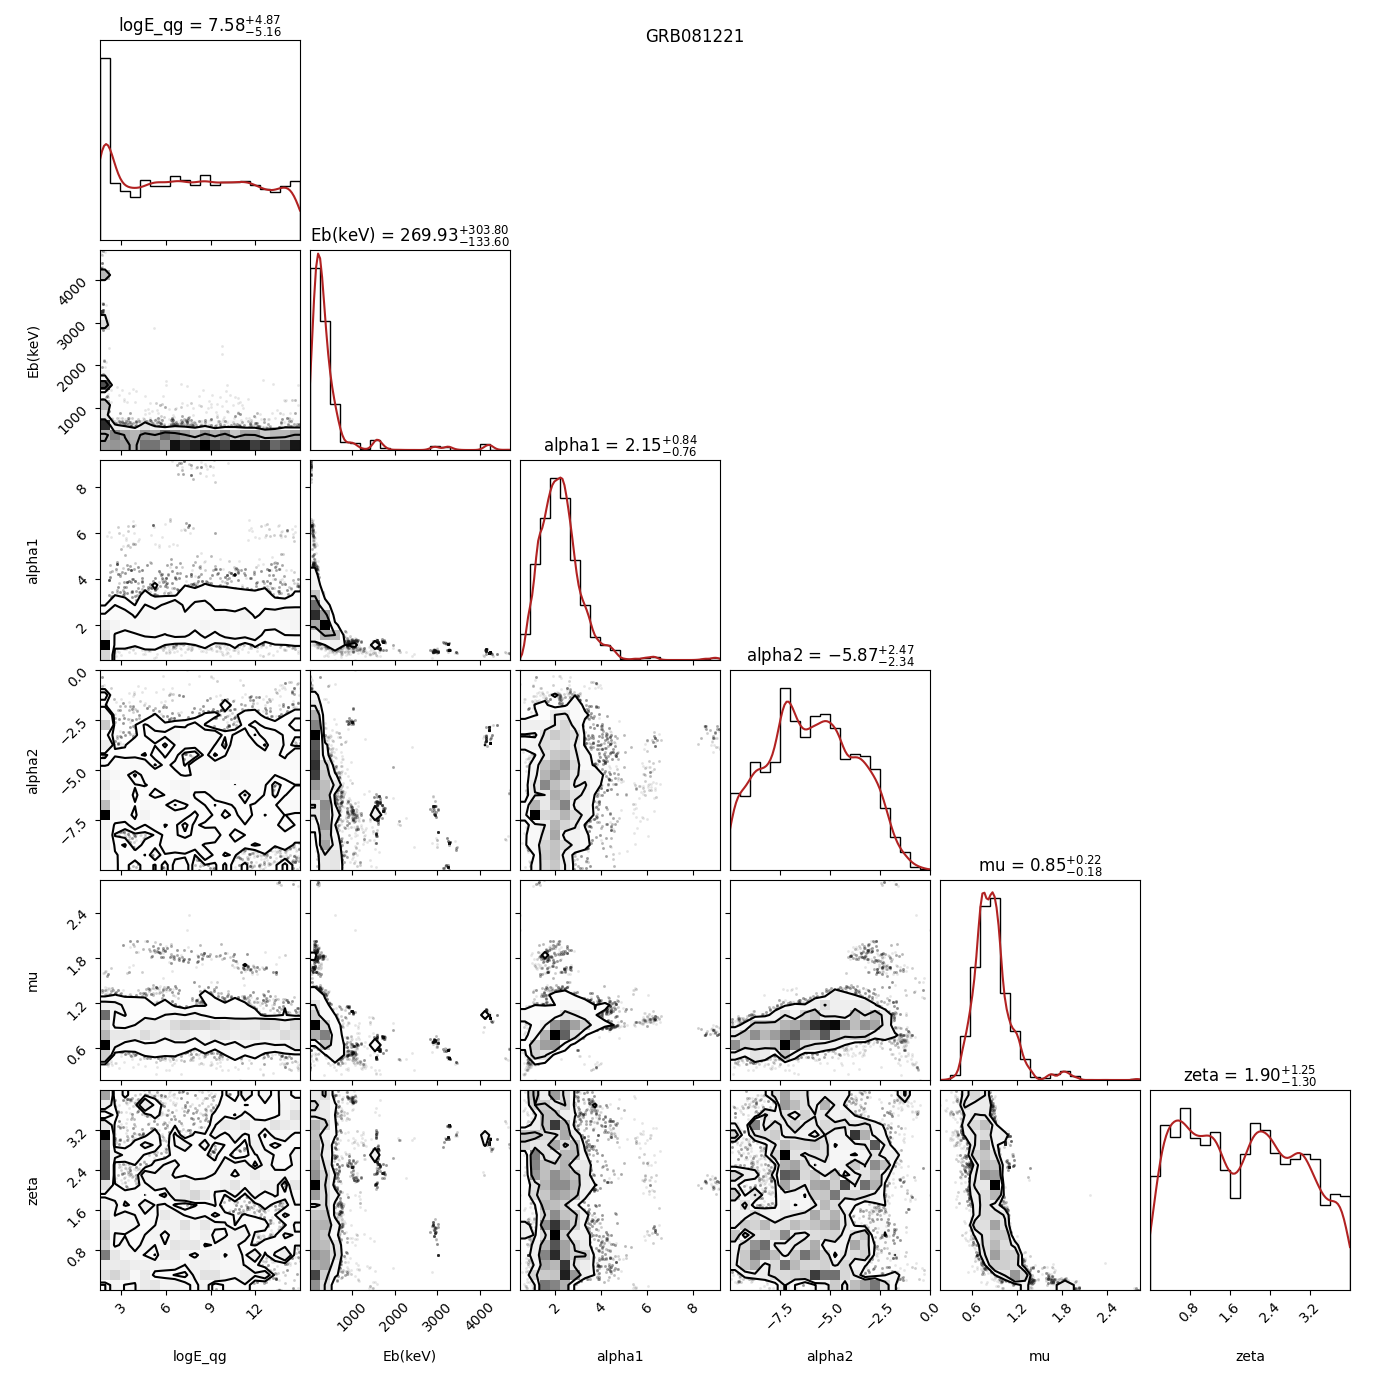 GRB081221
logE_qg = 7.58+4.87 −5.16
Eb(keV) = 269.93+303.80 −133.60
4000
3000
2000
1000
Eb(keV)
alpha1 = 2.15+0.84 −0.76
8
6
4
2
alpha1
alpha2 = −5.87+2.47 −2.34
0.0
−2.5
−5.0
−7.5
alpha2
mu = 0.85+0.22 −0.18
2.4
1.8
1.2
0.6
mu
zeta = 1.90+1.25 −1.30
3.2
2.4
1.6
0.8
zeta
3 6 9 12
1000 2000 3000 4000
2 4 6 8
−7.5 −5.0 −2.5 0.0
0.6 1.2 1.8 2.4
0.8 1.6 2.4 3.2
logE_qg Eb(keV) alpha1 alpha2 mu zeta